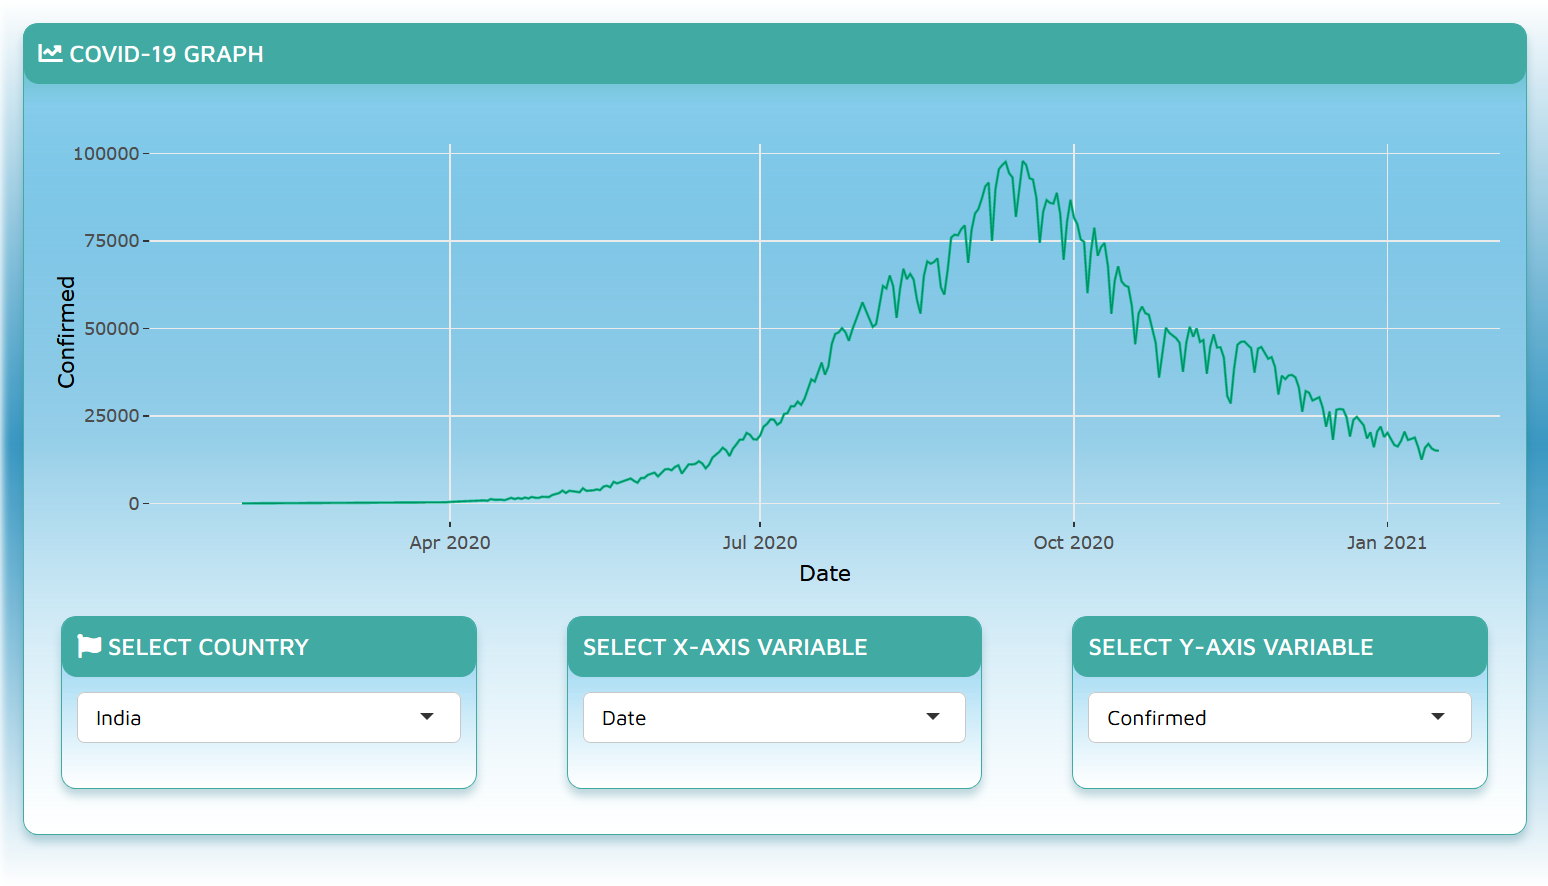 COVID-19 GRAPH
100000
75000
50000
25000
0
Confirmed
Apr 2020
Jul 2020
Oct 2020
Jan 2021
Date
SELECT COUNTRY
India
SELECT X-AXIS VARIABLE
Date
SELECT Y-AXIS VARIABLE
Confirmed